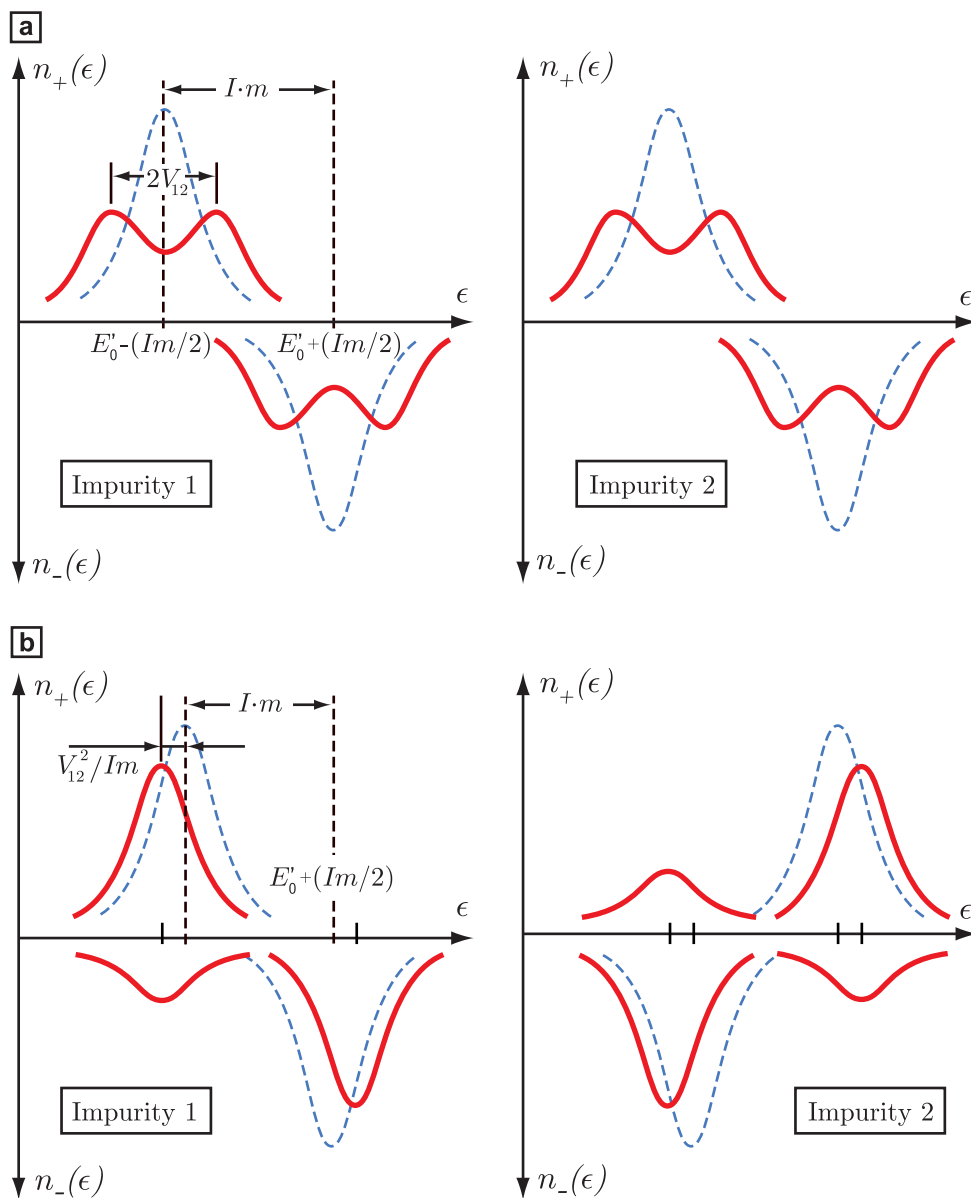 a
n₊(ϵ)
I·m
n₊(ϵ)
2V₁₂
ϵ
ϵ
E'₀-(Im/2)
E'₀+(Im/2)
Impurity 1
Impurity 2
n₋(ϵ)
n₋(ϵ)
b
n₊(ϵ)
I·m
n₊(ϵ)
V₁₂²/Im
E'₀+(Im/2)
ϵ
ϵ
Impurity 1
Impurity 2
n₋(ϵ)
n₋(ϵ)